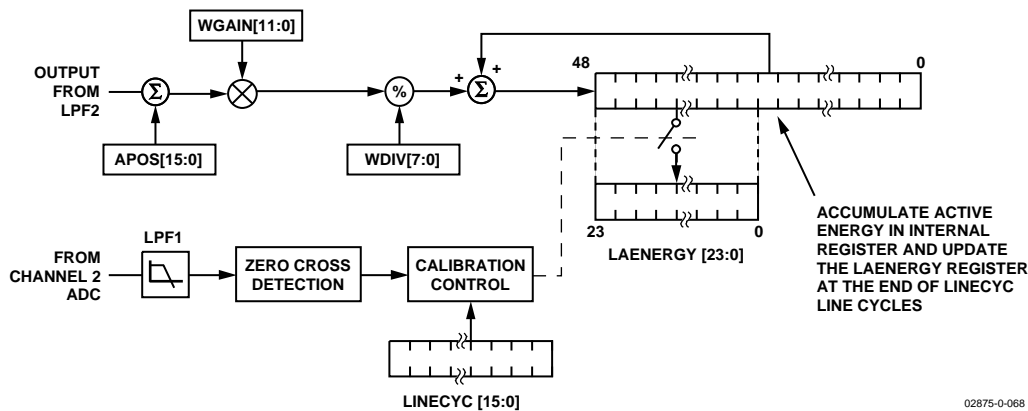 WGAIN[11:0]
OUTPUT
FROM
LPF2
Σ
%
+
+
Σ
48
0
APOS[15:0]
WDIV[7:0]
23
0
LAENERGY [23:0]
ACCUMULATE ACTIVE
ENERGY IN INTERNAL
REGISTER AND UPDATE
THE LAENERGY REGISTER
AT THE END OF LINECYC
LINE CYCLES
FROM
CHANNEL 2
ADC
LPF1
ZERO CROSS
DETECTION
CALIBRATION
CONTROL
LINECYC [15:0]
02875-0-068